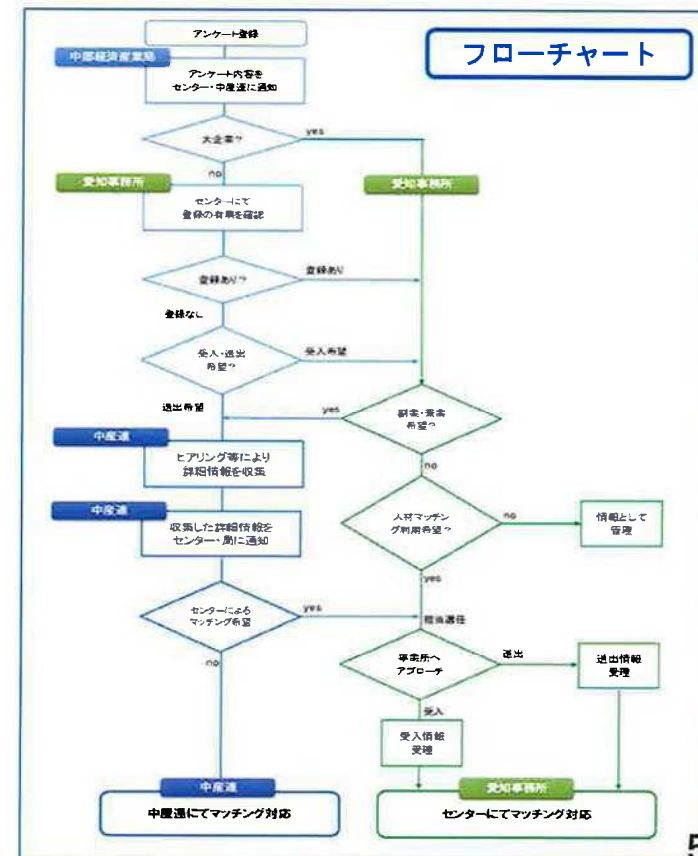 フローチャート
アンケート登録
中部経済産業局
アンケート内容を
センター・中産連に通知
大企業?
yes
no
愛知事務所
愛知事務所
センターにて
登録の有無を確認
登録あり?
登録あり
登録なし
受入・送出
希望?
受入希望
送出希望
yes
副業・兼業
希望?
no
中産連
ヒアリング等により
詳細情報を収集
中産連
収集した詳細情報を
センター・局に通知
人材マッチン
グ利用希望?
no
情報として
管理
yes
センターによる
マッチング希望
yes
担当選任
no
事業所へ
アプローチ
送出
送出情報
受理
受入
受入情報
受理
中産連
中産連にてマッチング対応
愛知事務所
センターにてマッチング対応